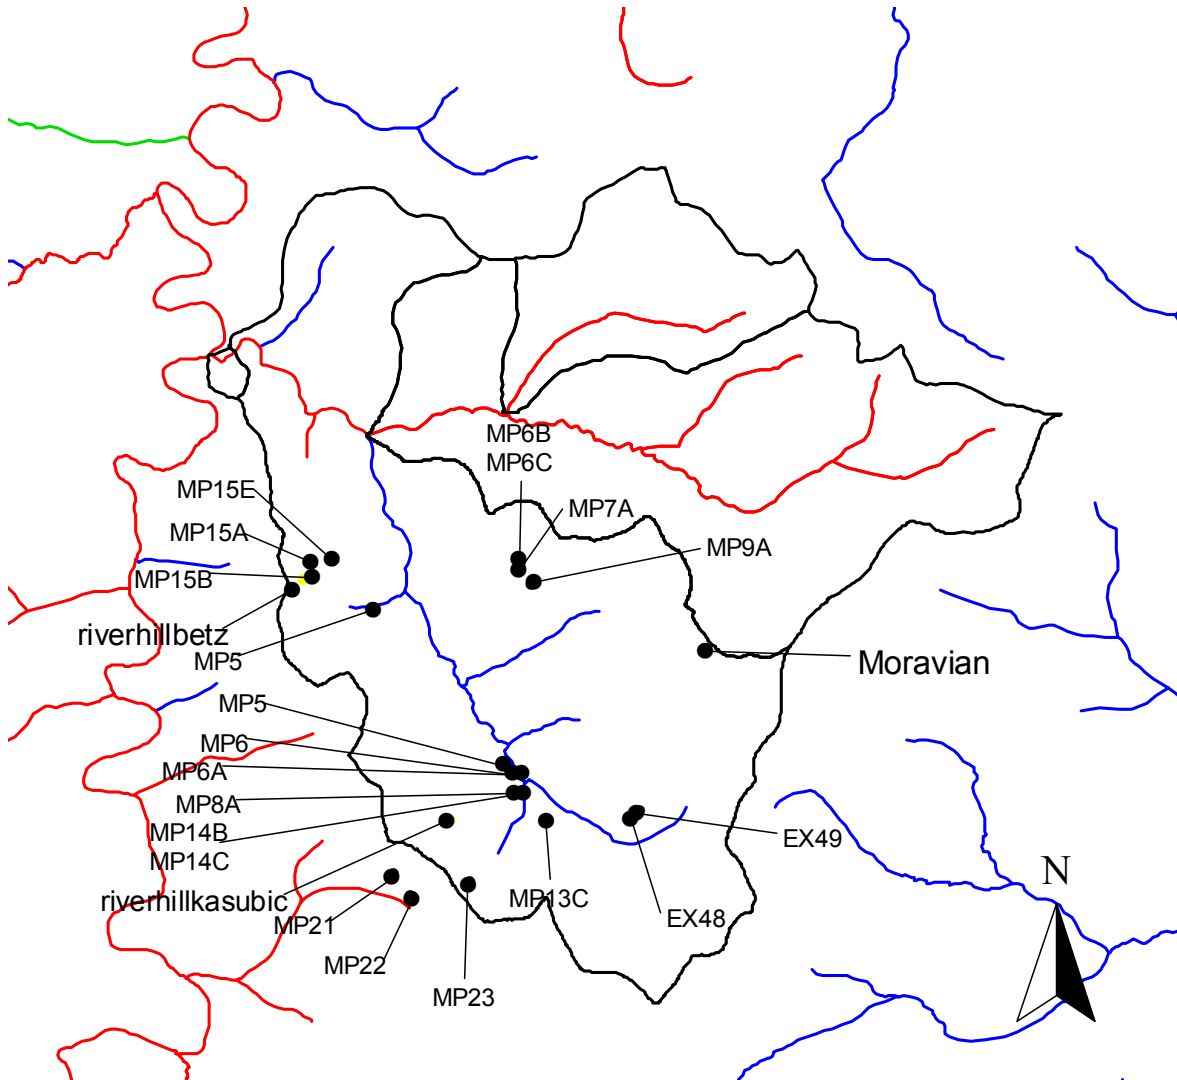 MP6B
MP6C
MP15E
MP7A
MP15A
MP9A
MP15B
riverhillbetz
MP5
Moravian
MP5
MP6
MP6A
MP8A
MP14B
MP14C
EX49
N
riverhillkasubic
MP13C
MP21
EX48
MP22
MP23